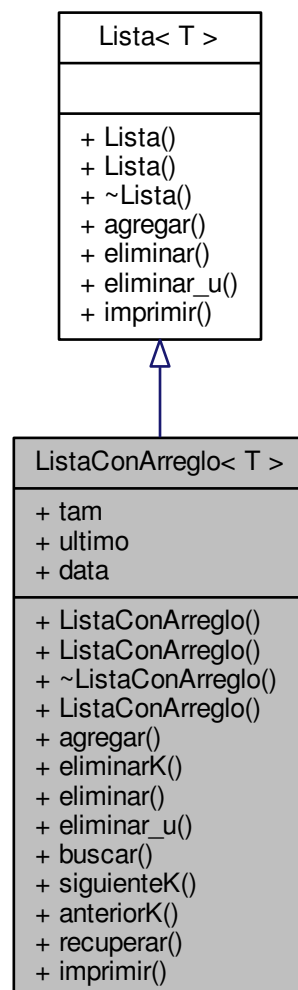 Lista< T >
+ Lista()
+ Lista()
+ ~Lista()
+ agregar()
+ eliminar()
+ eliminar_u()
+ imprimir()
ListaConArreglo< T >
+ tam
+ ultimo
+ data
+ ListaConArreglo()
+ ListaConArreglo()
+ ~ListaConArreglo()
+ ListaConArreglo()
+ agregar()
+ eliminarK()
+ eliminar()
+ eliminar_u()
+ buscar()
+ siguienteK()
+ anteriorK()
+ recuperar()
+ imprimir()